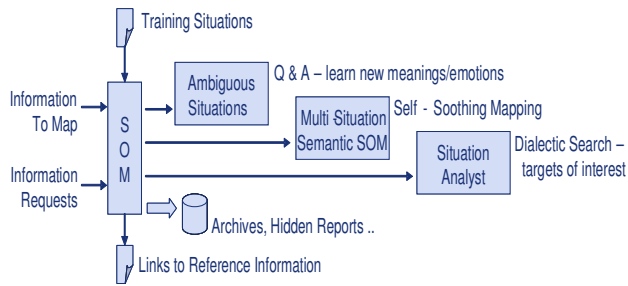 Training Situations
Information
To Map
S
O
M
Information
Requests
Ambiguous
Situations
Q & A – learn new meanings/emotions
Multi -Situation
Semantic SOM
Self - Soothing Mapping
Situation
Analyst
Dialectic Search –
targets of interest
Archives, Hidden Reports ..
Links to Reference Information